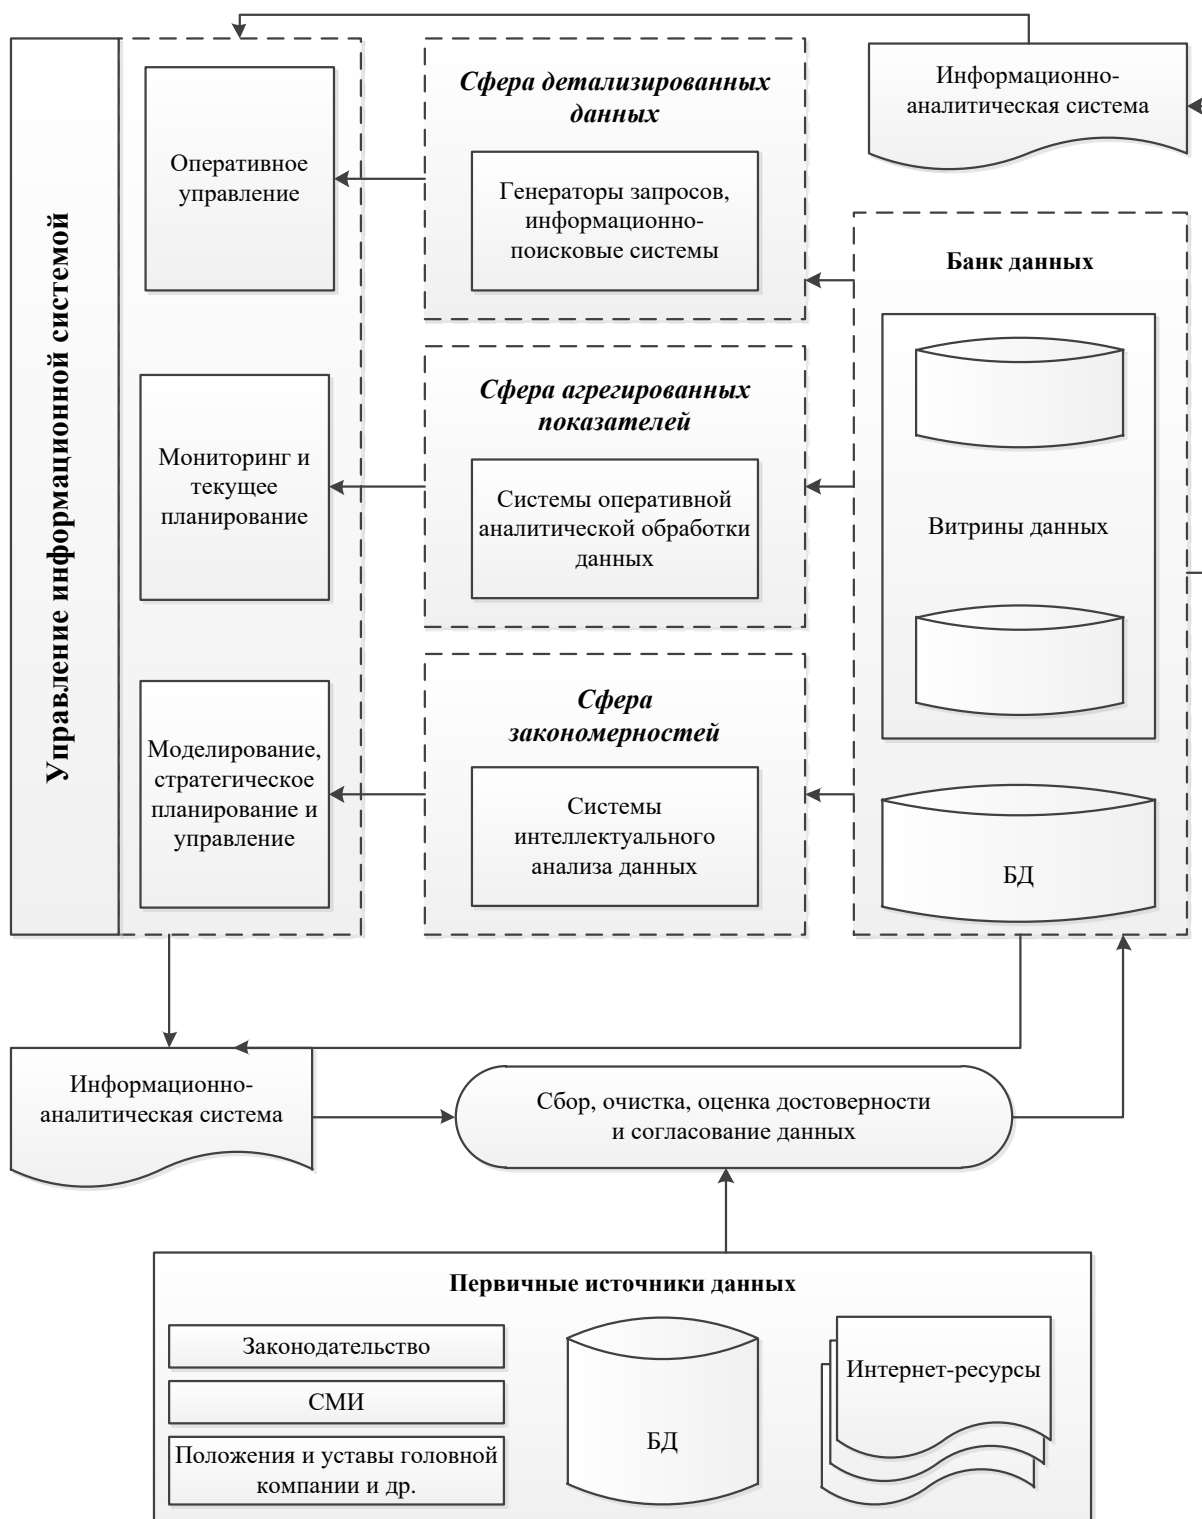 Управление информационной системой
Оперативное
управление
Мониторинг и
текущее
планирование
Моделирование,
стратегическое
планирование и
управление
Сфера детализированных
данных
Генераторы запросов,
информационно-
поисковые системы
Сфера агрегированных
показателей
Системы оперативной
аналитической обработки
данных
Сфера
закономерностей
Системы
интеллектуального
анализа данных
Информационно-
аналитическая система
Банк данных
Витрины данных
БД
Информационно-
аналитическая система
Сбор, очистка, оценка достоверности
и согласование данных
Первичные источники данных
Законодательство
СМИ
Положения и уставы головной
компании и др.
БД
Интернет-ресурсы